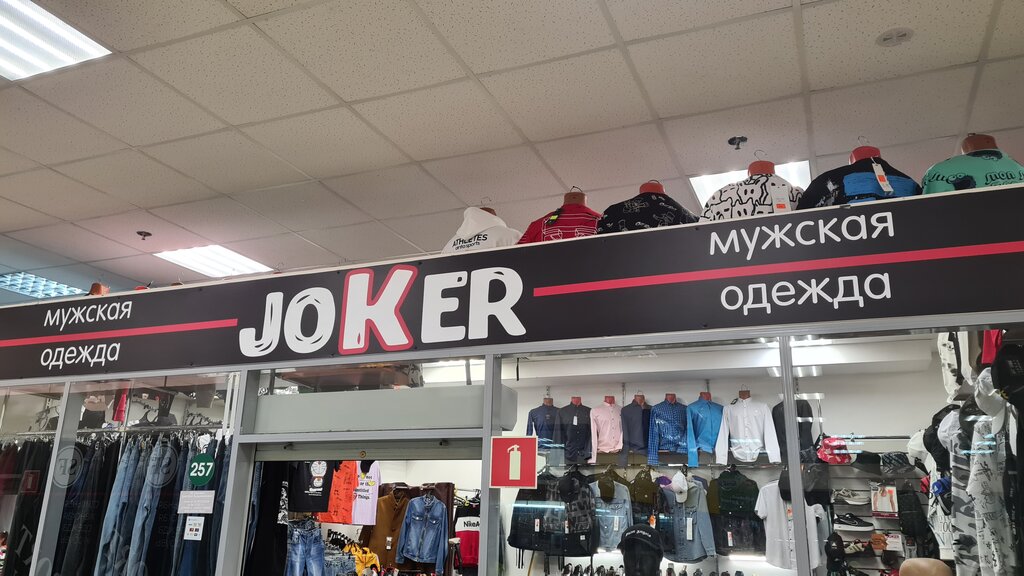 мужская
одежда
JOKER
мужская
одежда
ATHLETES
257